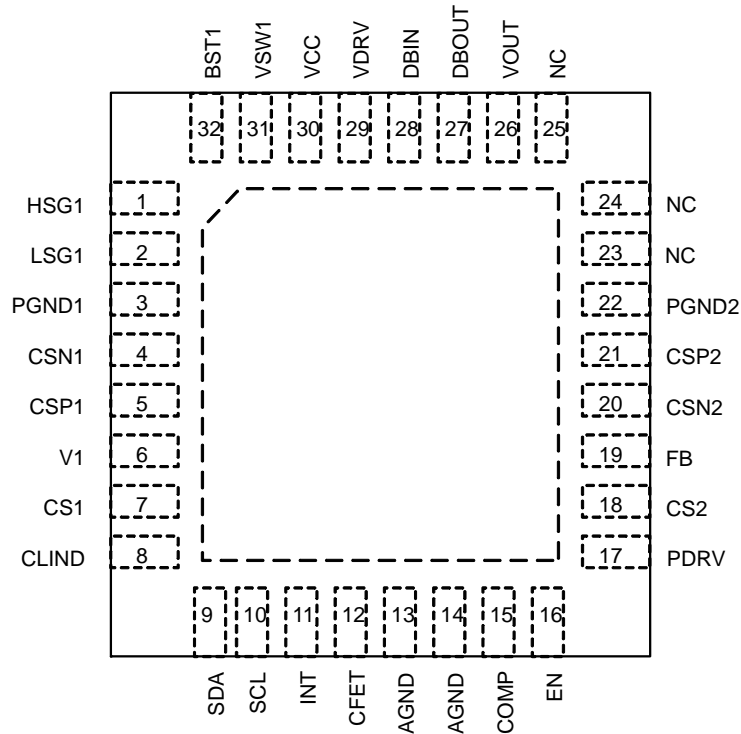 BST1
VSW1
VCC
VDRV
DBIN
DBOUT
VOUT
NC
32 31 30 29 28 27 26 25
HSG1 1
LSG1 2
PGND1 3
CSN1 4
CSP1 5
V1 6
CS1 7
CLIND 8
24 NC
23 NC
22 PGND2
21 CSP2
20 CSN2
19 FB
18 CS2
17 PDRV
9 10 11 12 13 14 15 16
SDA
SCL
INT
CFET
AGND
AGND
COMP
EN